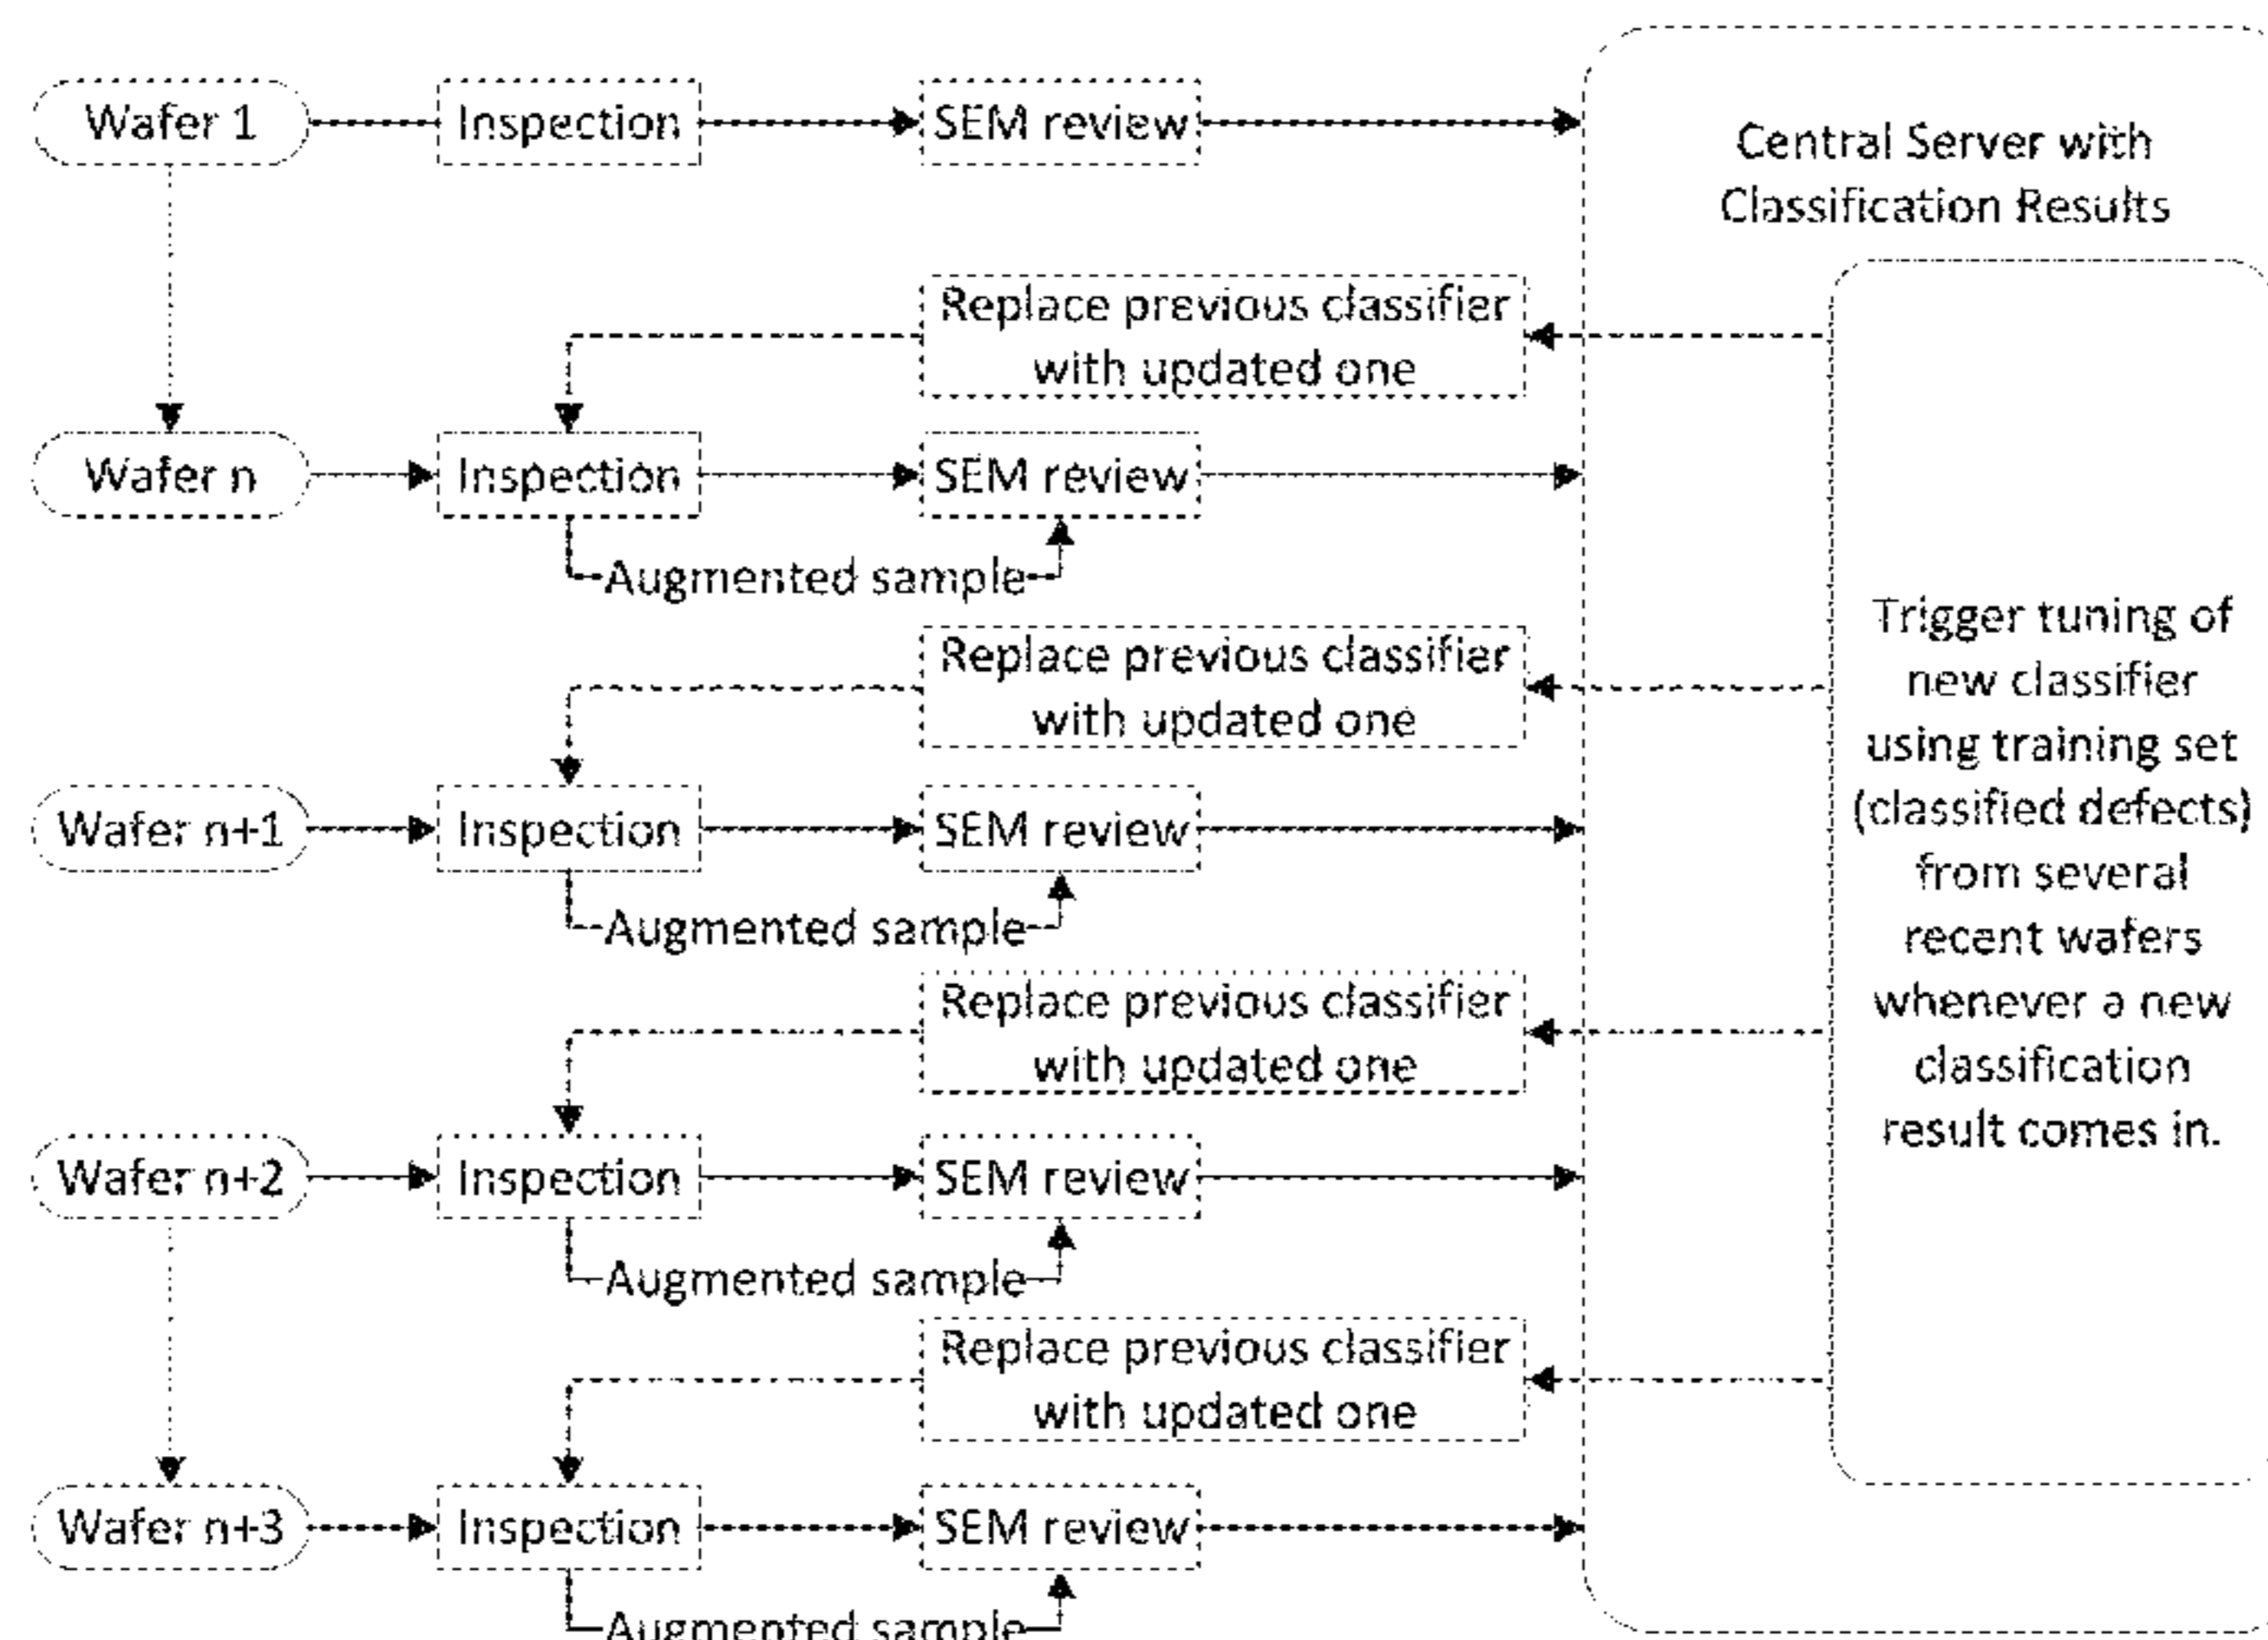 Wafer 1
Inspection
SEM review
Central Server with
Classification Results
Replace previous classifier
with updated one
Wafer n
Inspection
SEM review
Augmented sample
Replace previous classifier
with updated one
Wafer n+1
Inspection
SEM review
Augmented sample
Replace previous classifier
with updated one
Wafer n+2
Inspection
SEM review
Augmented sample
Replace previous classifier
with updated one
Wafer n+3
Inspection
SEM review
Augmented sample
Trigger tuning of
new classifier
using training set
(classified defects)
from several
recent wafers
whenever a new
classification
result comes in.